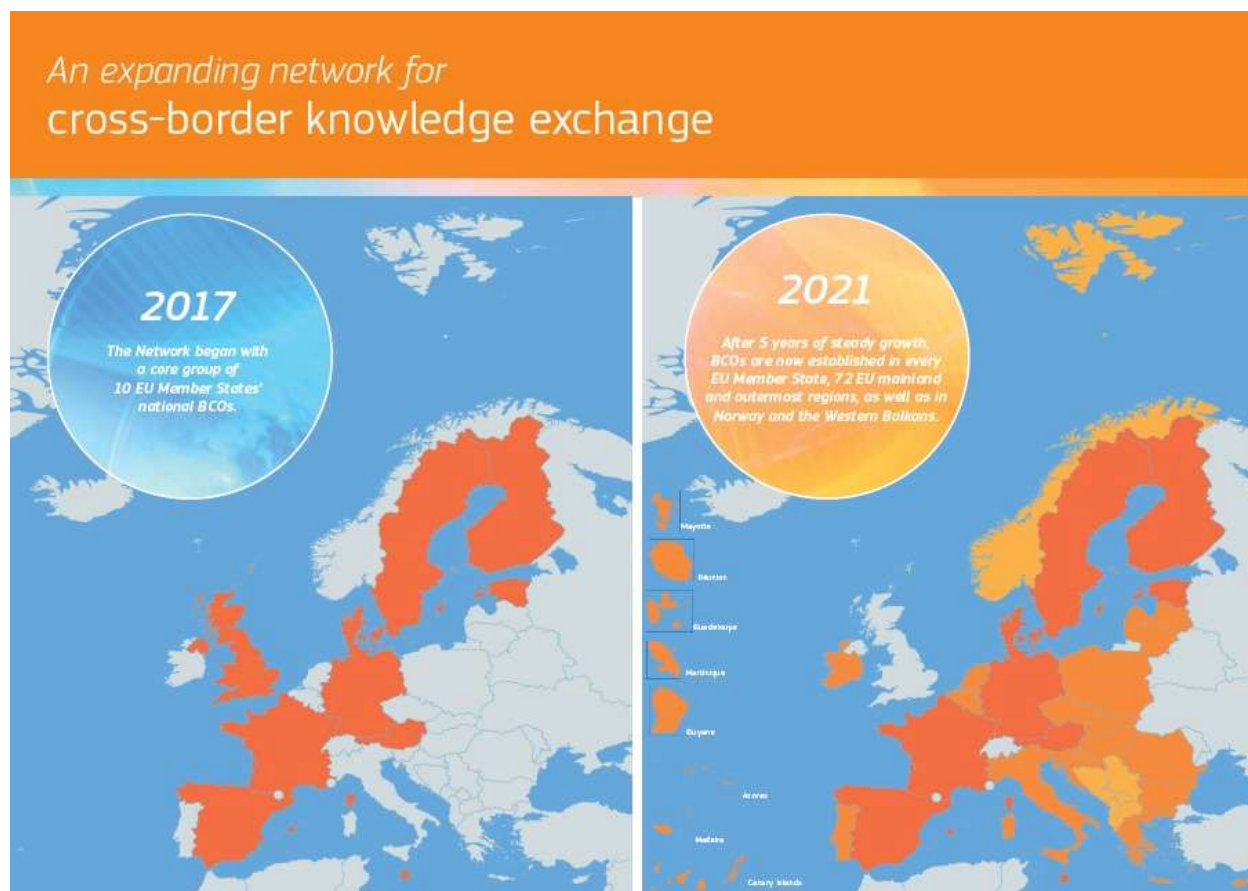 An expanding network for
cross-border knowledge exchange
2017
The Network began with
a core group of
10 EU Member States'
national BCOs.
2021
After 5 years of steady growth,
BCOs are now established in every
EU Member State, 72 EU mainland
and outermost regions, as well as in
Norway and the Western Balkans.
Mayotte
Réunion
Guadeloupe
Martinique
Guyane
Azores
Madeira
Canary Islands